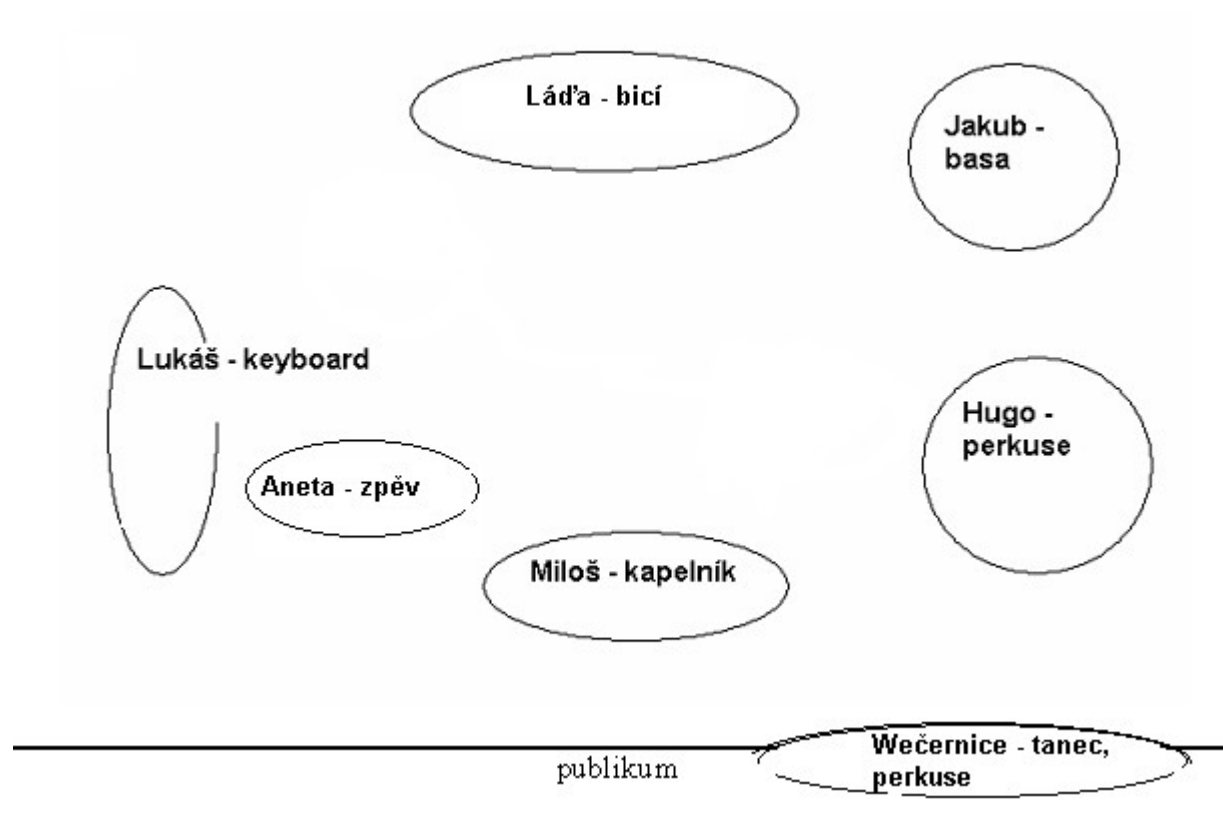 Láďa - bicí
Jakub -
basa
Lukáš - keyboard
Hugo -
perkuse
Aneta - zpěv
Miloš - kapelník
Wečernice - tanec,
perkuse
publikum